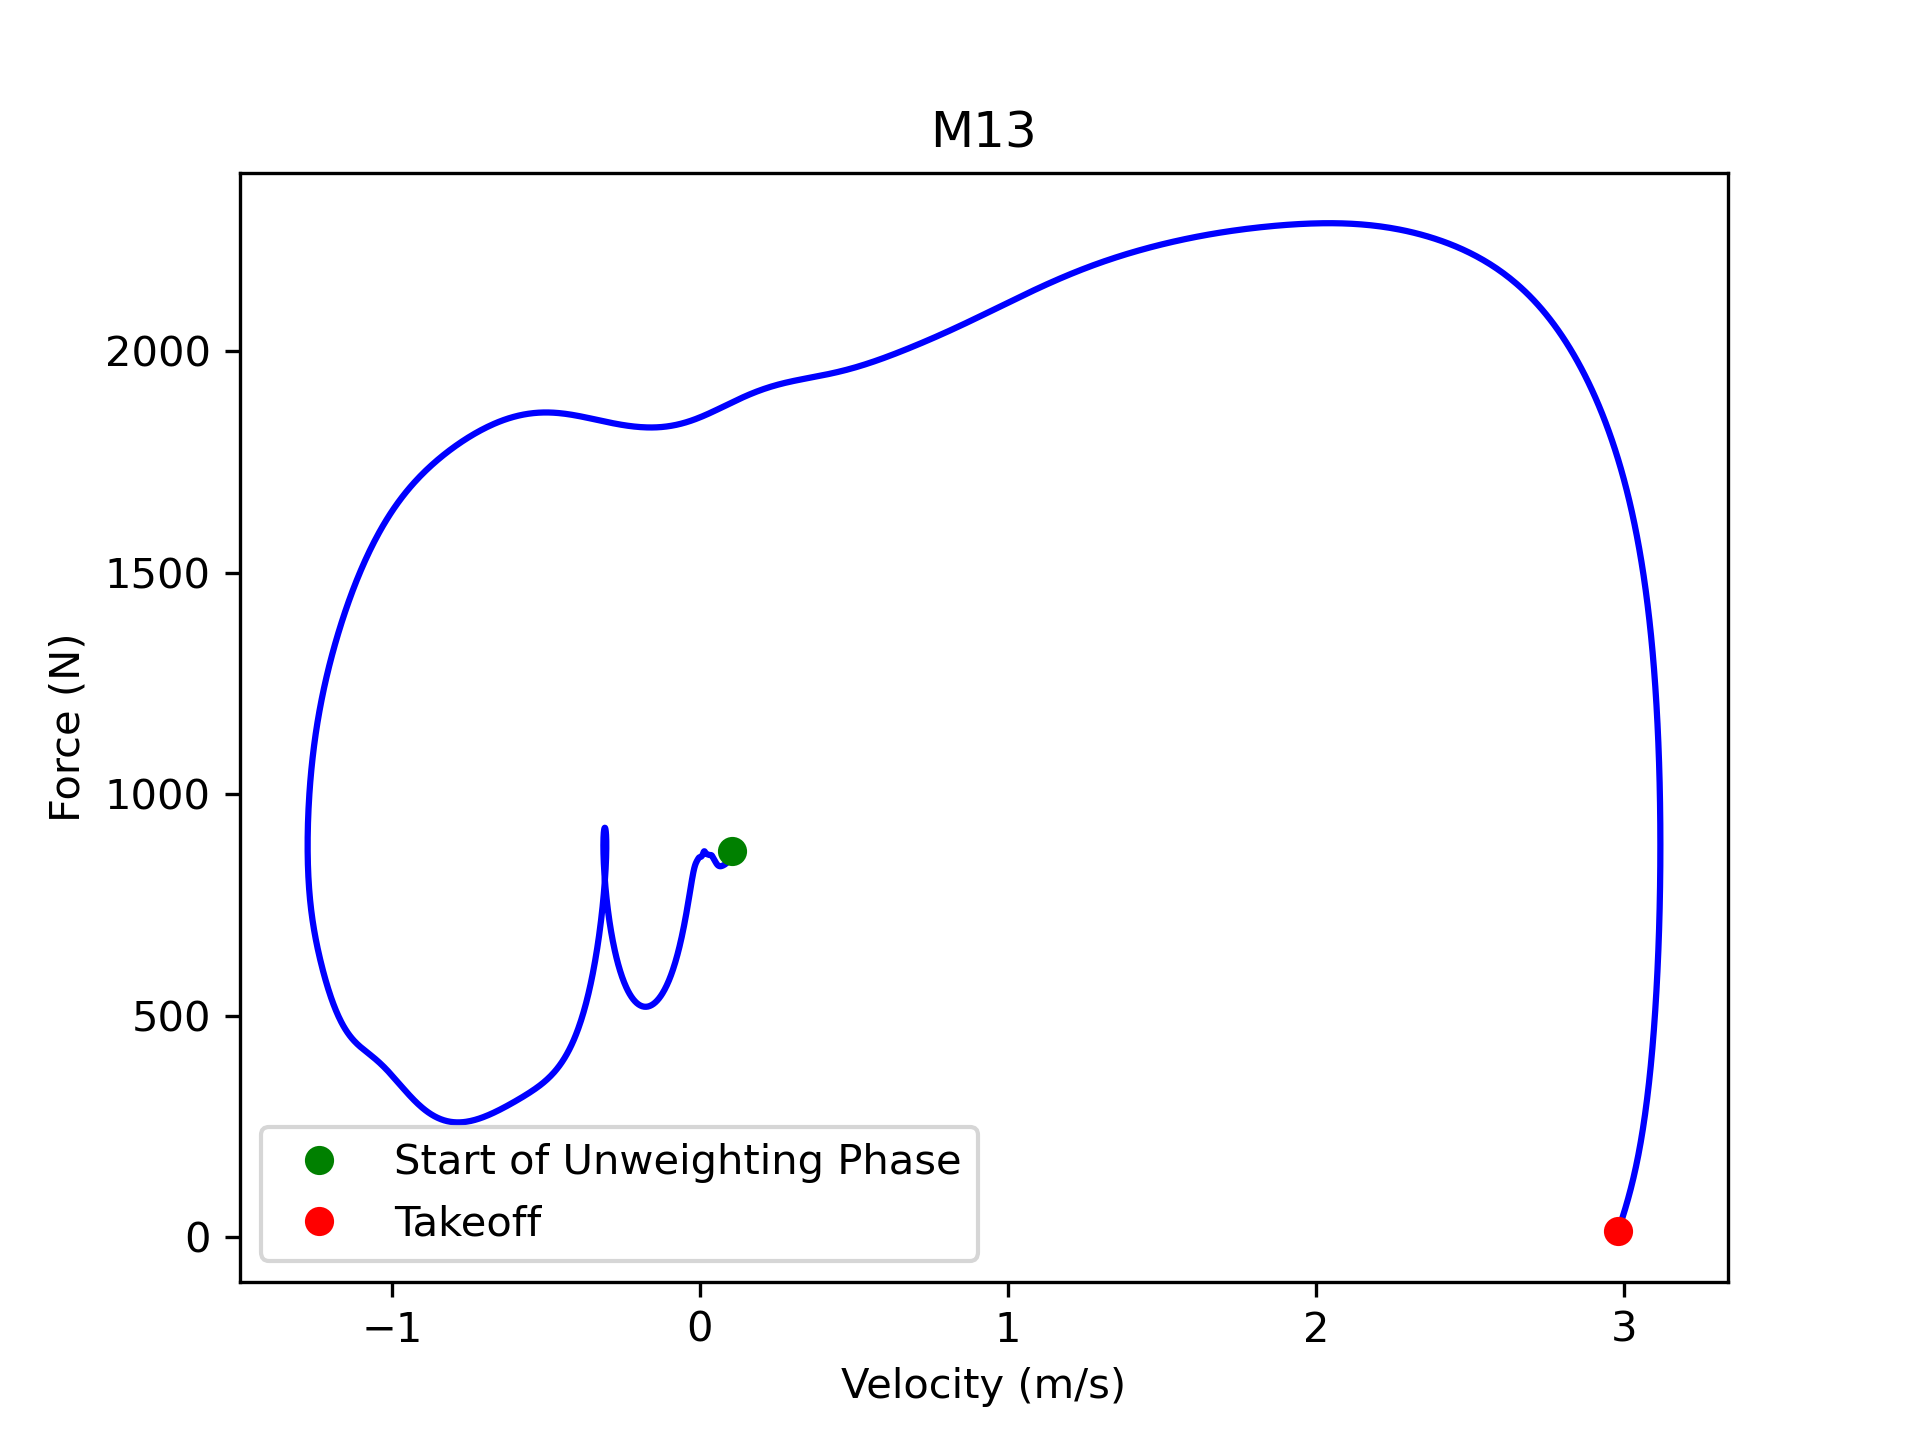 M13
2000
1500
1000
500
0
Force (N)
Start of Unweighting Phase
Takeoff
−1 0 1 2 3
Velocity (m/s)